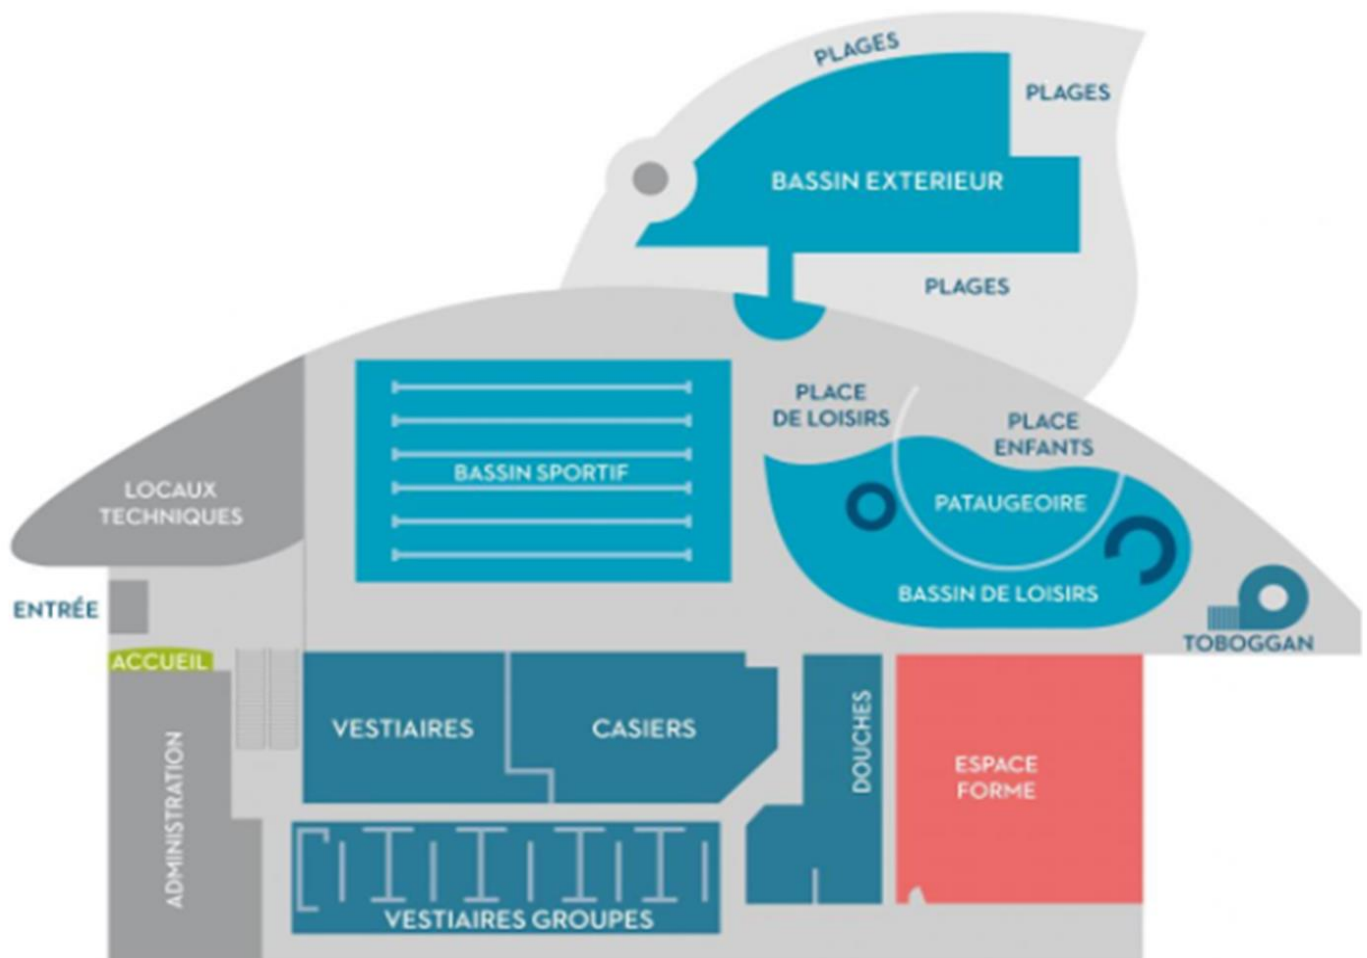 PLAGES
PLAGES
BASSIN EXTERIEUR
PLAGES
PLACE
DE LOISIRS
PLACE
ENFANTS
BASSIN SPORTIF
LOCAUX
TECHNIQUES
PATAUGEOIRE
BASSIN DE LOISIRS
ENTRÉE
TOBOGGAN
ACCUEIL
VESTIAIRES
CASIERS
DOUCHES
ESPACE
FORME
ADMINISTRATION
VESTIAIRES GROUPES